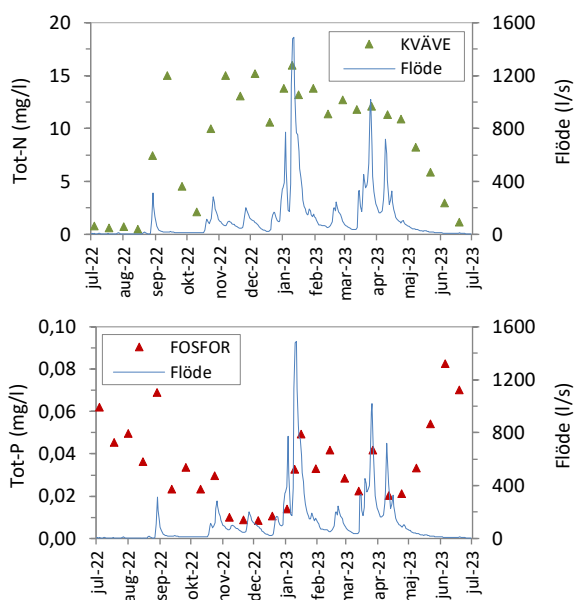 20
15
10
5
0
Tot-N (mg/l)
1600
1200
800
400
0
Flöde (l/s)
KVÄVE
Flöde
jul-22
aug-22
sep-22
okt-22
nov-22
dec-22
jan-23
feb-23
mar-23
apr-23
maj-23
jun-23
jul-23
0,10
0,08
0,06
0,04
0,02
0,00
Tot-P (mg/l)
1600
1200
800
400
0
Flöde (l/s)
FOSFOR
Flöde
jul-22
aug-22
sep-22
okt-22
nov-22
dec-22
jan-23
feb-23
mar-23
apr-23
maj-23
jun-23
jul-23